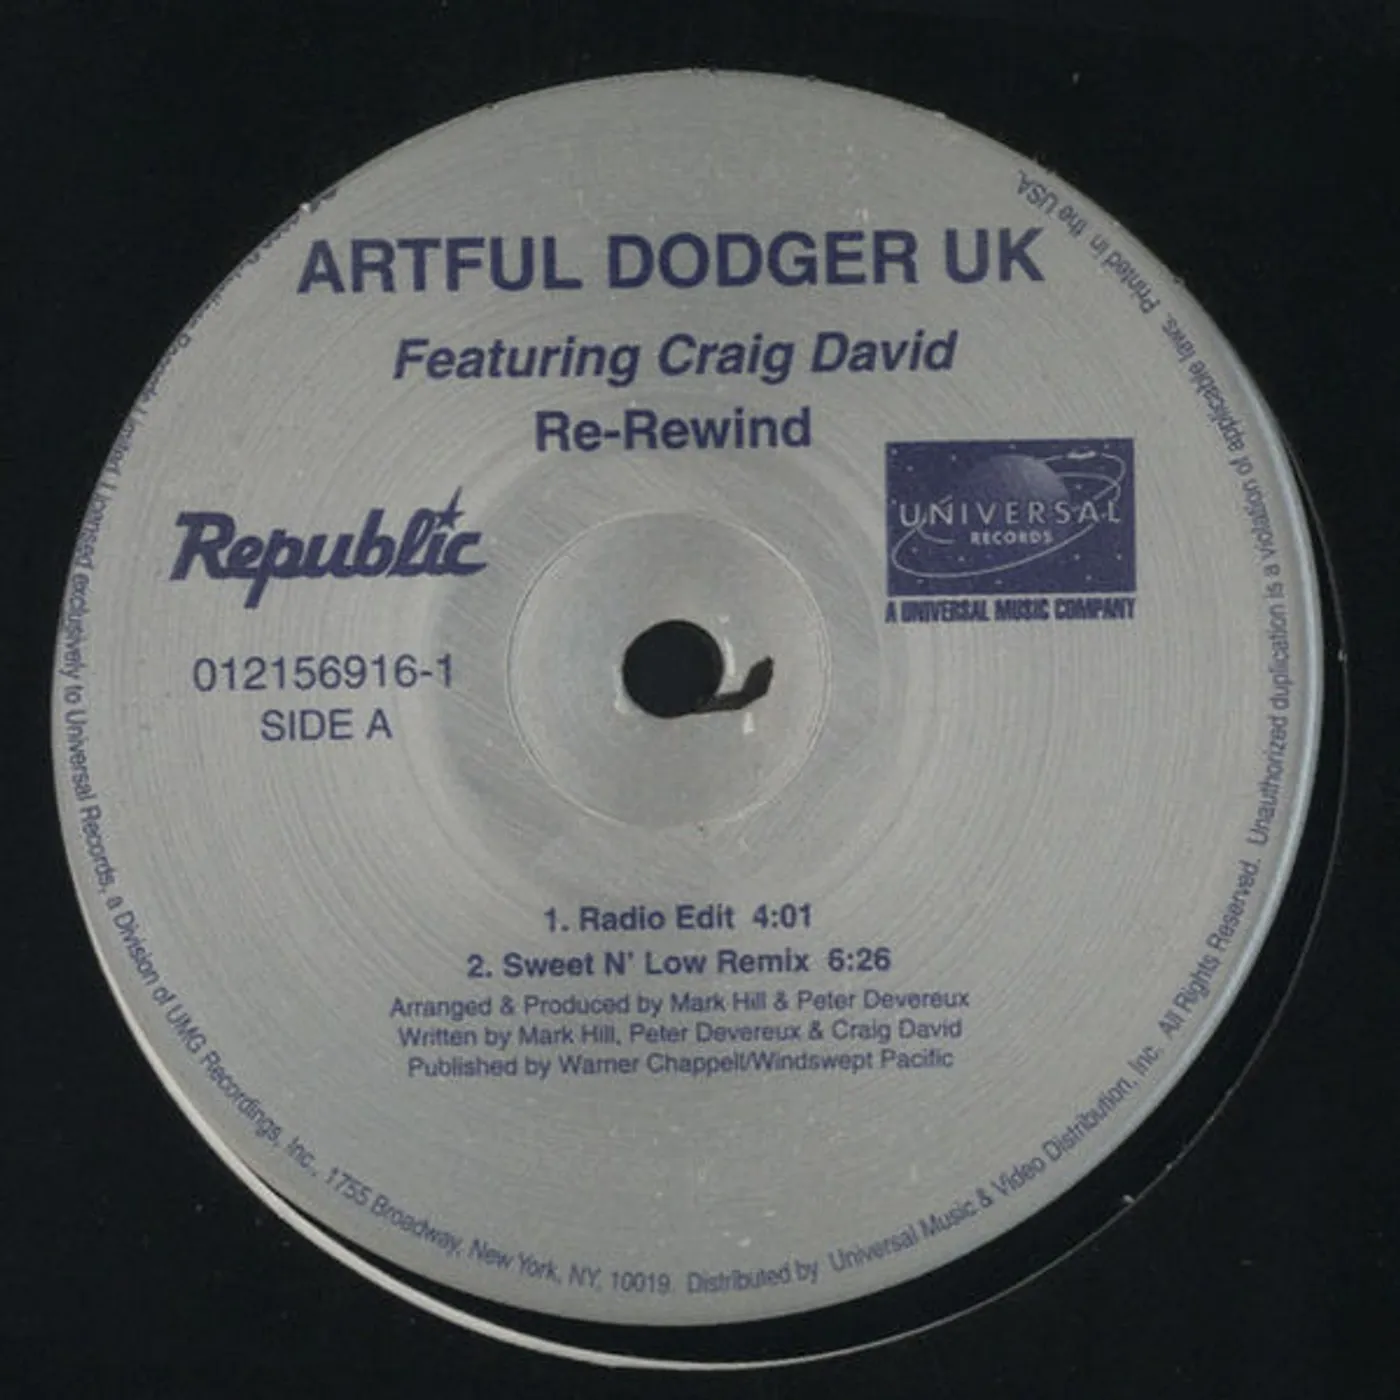 ARTFUL DODGER UK
Featuring Craig David
Re-Rewind
Republic
UNIVERSAL
RECORDS
A UNIVERSAL MUSIC COMPANY
012156916-1
SIDE A
1. Radio Edit 4:01
2. Sweet N' Low Remix 6:26
Arranged & Produced by Mark Hill & Peter Devereux
Written by Mark Hill, Peter Devereux & Craig David
Published by Warner Chappell/Windswept Pacific
Limited. Licensed exclusively to Universal Records, a Division of UMG Recordings, Inc., 1755 Broadway, New York, NY, 10019. Distributed by Universal Music & Video Distribution, Inc. All Rights Reserved. Unauthorized duplication is a violation of applicable laws. Printed in the USA.